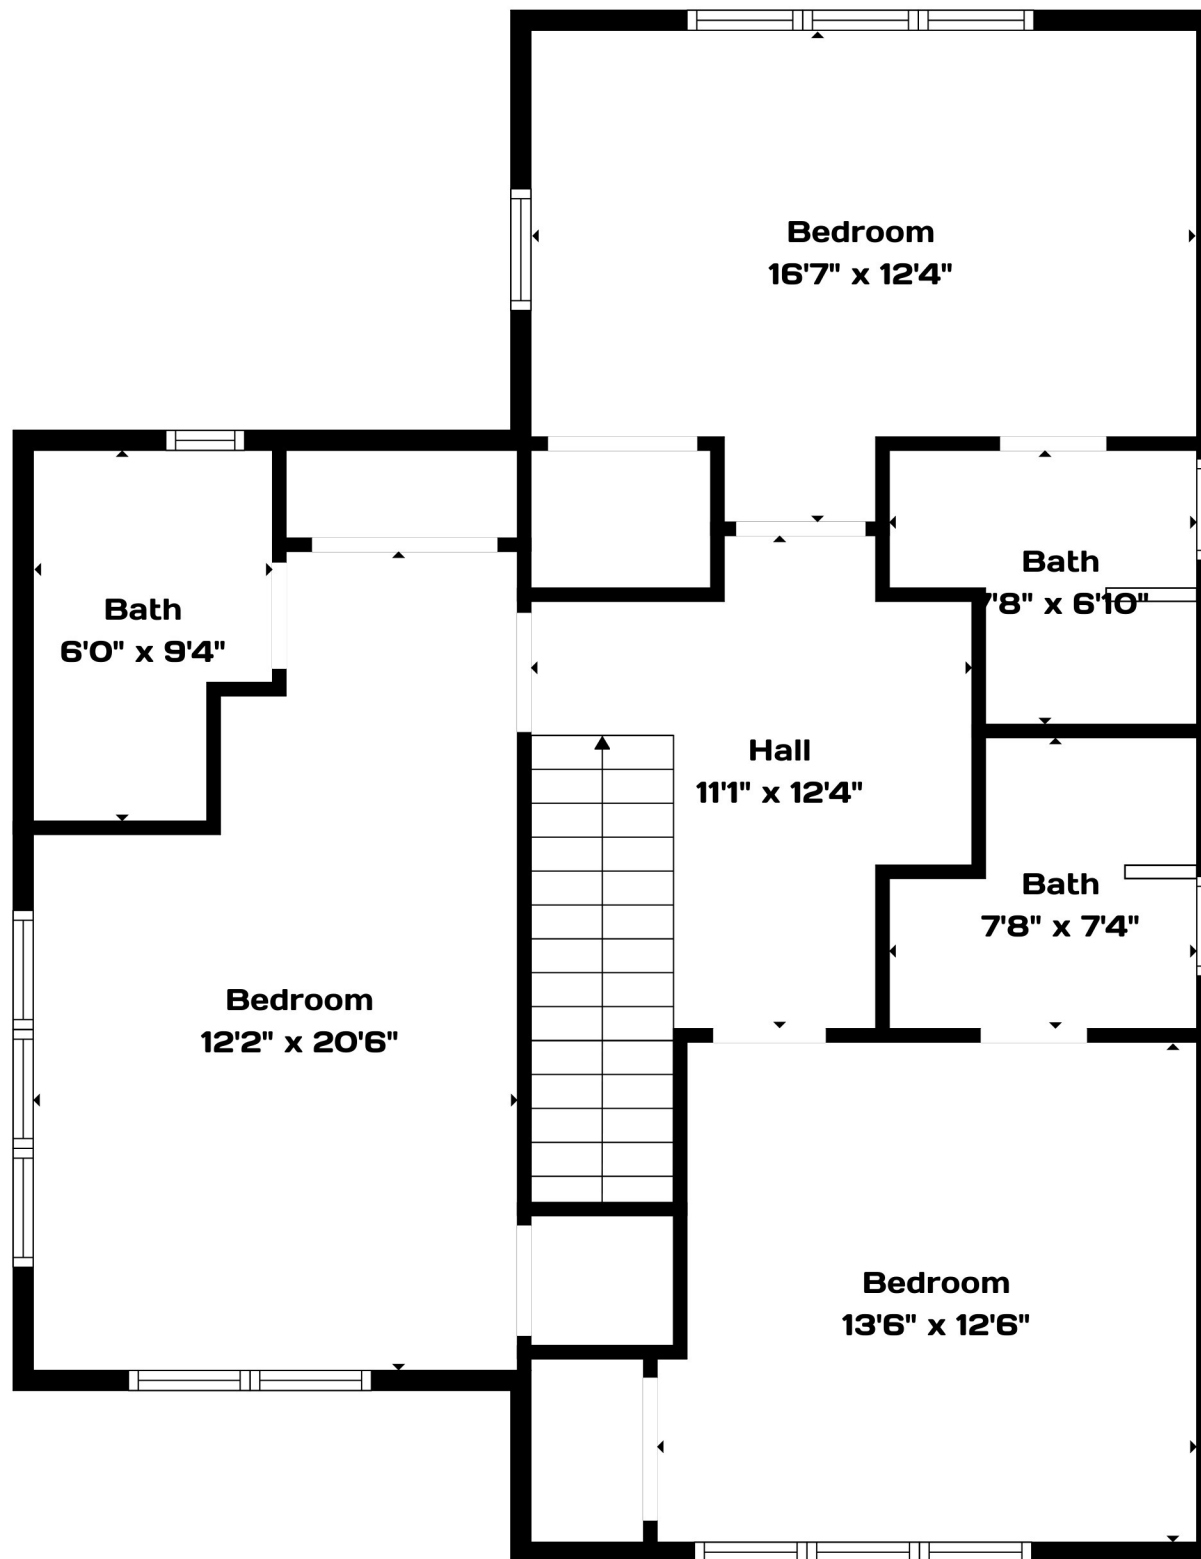 Bedroom
16'7" x 12'4"
Bath
7'8" x 6'10"
Bath
6'0" x 9'4"
Hall
11'1" x 12'4"
Bath
7'8" x 7'4"
Bedroom
12'2" x 20'6"
Bedroom
13'6" x 12'6"